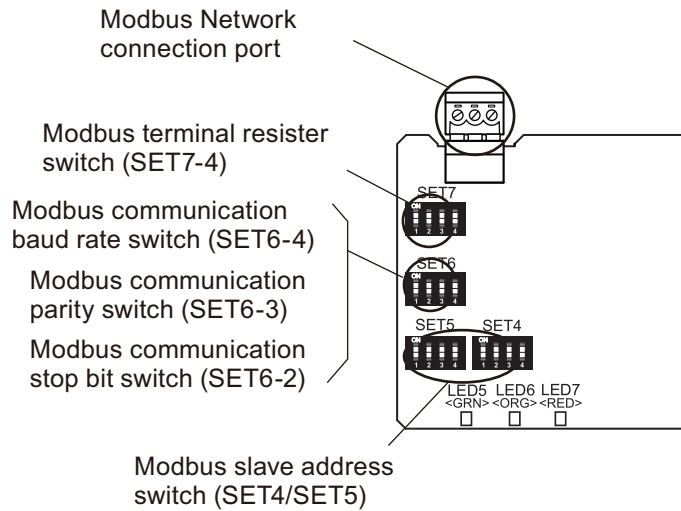 Modbus Network
connection port
Modbus terminal resister
switch (SET7-4)
SET7
ON
1 2 3 4
Modbus communication
baud rate switch (SET6-4)
SET6
ON
1 2 3 4
Modbus communication
parity switch (SET6-3)
Modbus communication
stop bit switch (SET6-2)
SET5 SET4
ON ON
1 2 3 4 1 2 3 4
LED5 LED6 LED7
<GRN> <ORG> <RED>
Modbus slave address
switch (SET4/SET5)